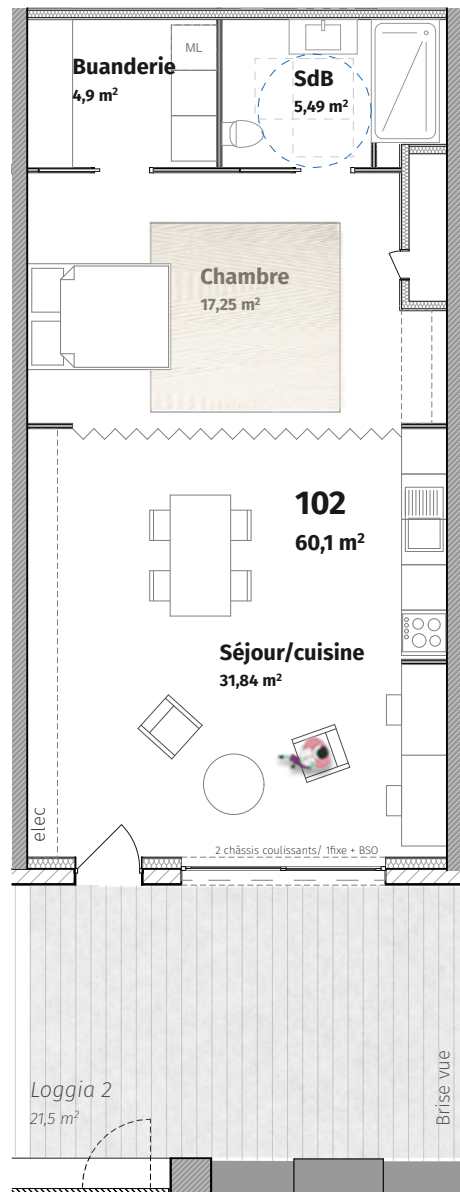 ML
Buanderie
4,9 m²
SdB
5,49 m²
Chambre
17,25 m²
102
60,1 m²
Séjour/cuisine
31,84 m²
elec
2 châssis coulissants/ 1fixe + BSO
Loggia 2
21,5 m²
Brise vue